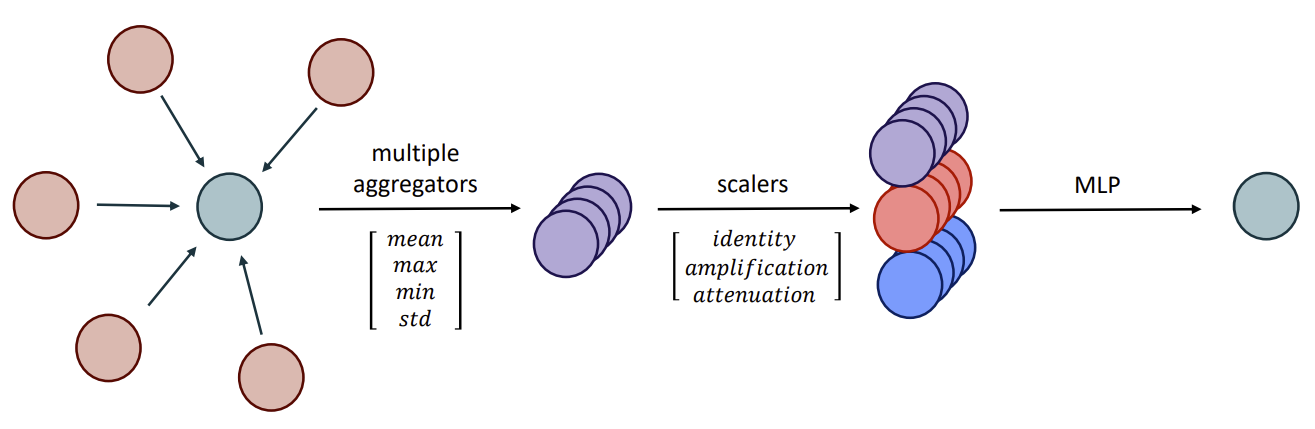 multiple
aggregators
mean
max
min
std
scalers
identity
amplification
attenuation
MLP